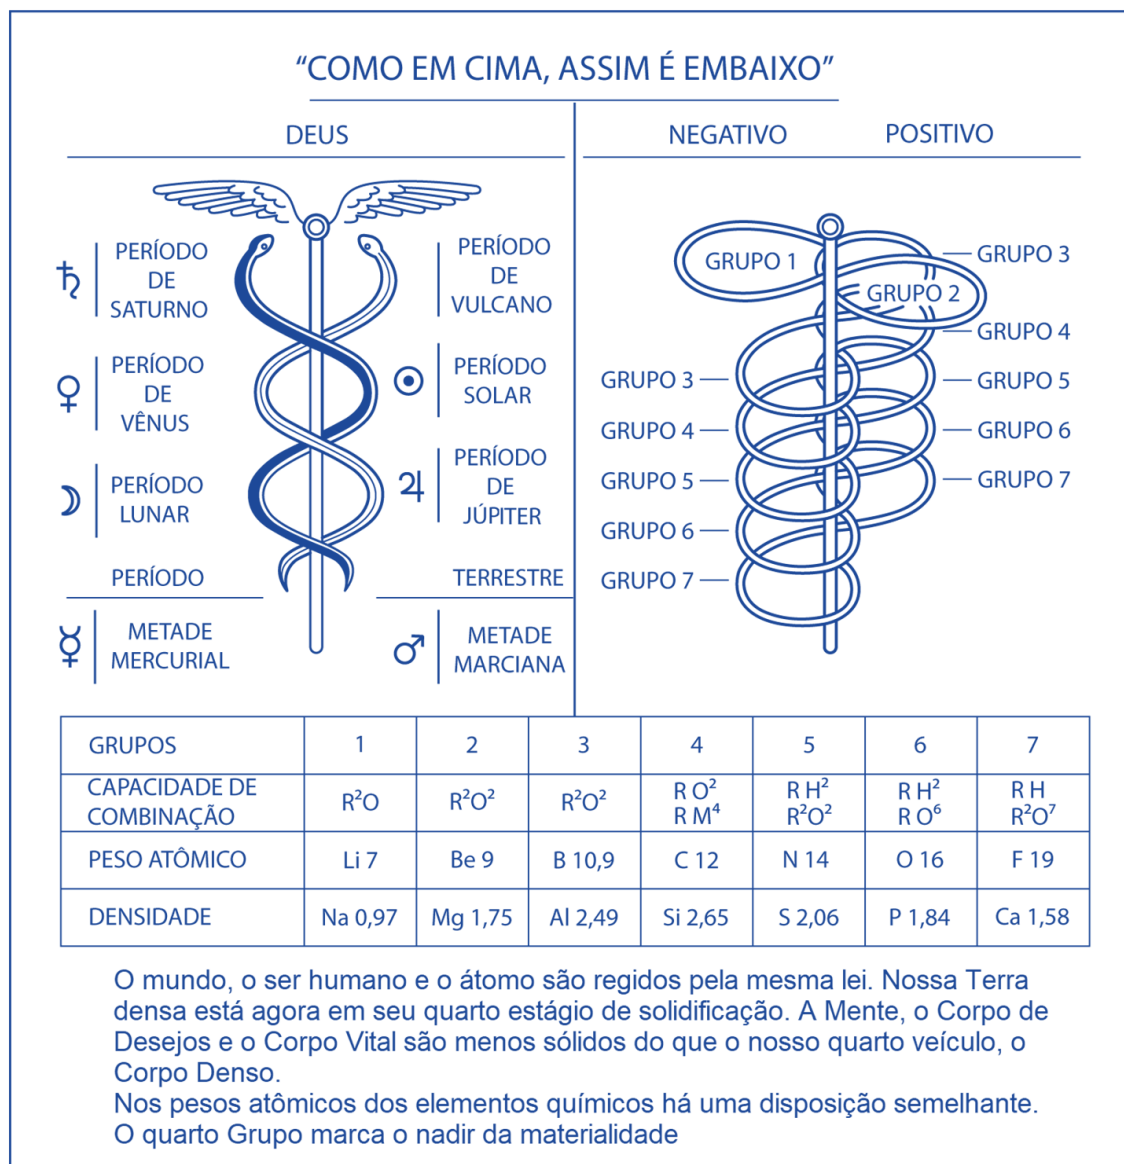 “COMO EM CIMA, ASSIM É EMBAIXO”
DEUS
NEGATIVO POSITIVO
♄ PERÍODO
DE
SATURNO
PERÍODO
DE
VULCANO
♀ PERÍODO
DE
VÊNUS
☉ PERÍODO
SOLAR
☽ PERÍODO
LUNAR
♃ PERÍODO
DE
JÚPITER
PERÍODO TERRESTRE
☿ METADE
MERCURIAL
♂ METADE
MARCIANA
GRUPO 1
GRUPO 2
GRUPO 3
GRUPO 4
GRUPO 5
GRUPO 6
GRUPO 7
GRUPO 3
GRUPO 4
GRUPO 5
GRUPO 6
GRUPO 7
GRUPOS 1 2 3 4 5 6 7
CAPACIDADE DE
COMBINAÇÃO
R²O R²O² R²O² R O² R H² R H² R H
R M⁴ R²O² R O⁶ R²O⁷
PESO ATÔMICO Li 7 Be 9 B 10,9 C 12 N 14 O 16 F 19
DENSIDADE Na 0,97 Mg 1,75 Al 2,49 Si 2,65 S 2,06 P 1,84 Ca 1,58
O mundo, o ser humano e o átomo são regidos pela mesma lei. Nossa Terra
densa está agora em seu quarto estágio de solidificação. A Mente, o Corpo de
Desejos e o Corpo Vital são menos sólidos do que o nosso quarto veículo, o
Corpo Denso.
Nos pesos atômicos dos elementos químicos há uma disposição semelhante.
O quarto Grupo marca o nadir da materialidade